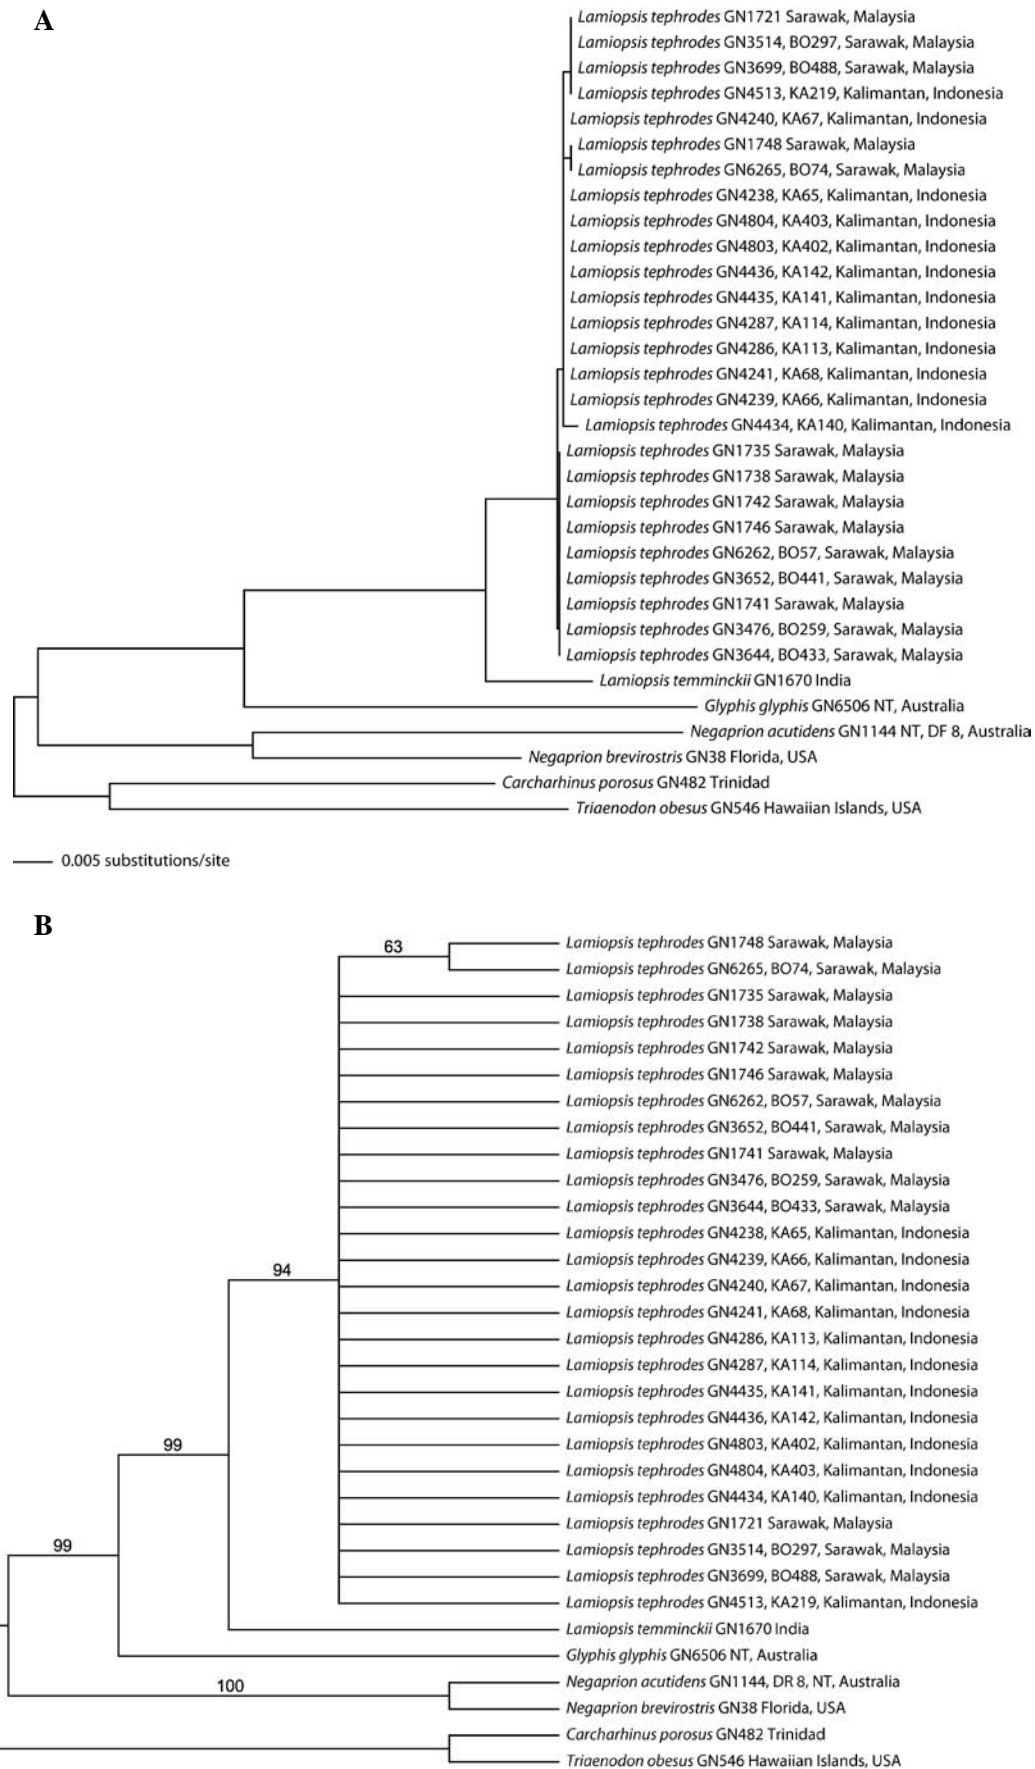 A
Lamiopsis tephrodes GN1721 Sarawak, Malaysia
Lamiopsis tephrodes GN3514, BO297, Sarawak, Malaysia
Lamiopsis tephrodes GN3699, BO488, Sarawak, Malaysia
Lamiopsis tephrodes GN4513, KA219, Kalimantan, Indonesia
Lamiopsis tephrodes GN4240, KA67, Kalimantan, Indonesia
Lamiopsis tephrodes GN1748 Sarawak, Malaysia
Lamiopsis tephrodes GN6265, BO74, Sarawak, Malaysia
Lamiopsis tephrodes GN4238, KA65, Kalimantan, Indonesia
Lamiopsis tephrodes GN4804, KA403, Kalimantan, Indonesia
Lamiopsis tephrodes GN4803, KA402, Kalimantan, Indonesia
Lamiopsis tephrodes GN4436, KA142, Kalimantan, Indonesia
Lamiopsis tephrodes GN4435, KA141, Kalimantan, Indonesia
Lamiopsis tephrodes GN4287, KA114, Kalimantan, Indonesia
Lamiopsis tephrodes GN4286, KA113, Kalimantan, Indonesia
Lamiopsis tephrodes GN4241, KA68, Kalimantan, Indonesia
Lamiopsis tephrodes GN4239, KA66, Kalimantan, Indonesia
Lamiopsis tephrodes GN4434, KA140, Kalimantan, Indonesia
Lamiopsis tephrodes GN1735 Sarawak, Malaysia
Lamiopsis tephrodes GN1738 Sarawak, Malaysia
Lamiopsis tephrodes GN1742 Sarawak, Malaysia
Lamiopsis tephrodes GN1746 Sarawak, Malaysia
Lamiopsis tephrodes GN6262, BO57, Sarawak, Malaysia
Lamiopsis tephrodes GN3652, BO441, Sarawak, Malaysia
Lamiopsis tephrodes GN1741 Sarawak, Malaysia
Lamiopsis tephrodes GN3476, BO259, Sarawak, Malaysia
Lamiopsis tephrodes GN3644, BO433, Sarawak, Malaysia
Lamiopsis temminckii GN1670 India
Glyphis glyphis GN6506 NT, Australia
Negaprion acutidens GN1144 NT, DF 8, Australia
Negaprion brevirostris GN38 Florida, USA
Carcharhinus porosus GN482 Trinidad
Triaenodon obesus GN546 Hawaiian Islands, USA
0.005 substitutions/site
B
63
Lamiopsis tephrodes GN1748 Sarawak, Malaysia
Lamiopsis tephrodes GN6265, BO74, Sarawak, Malaysia
Lamiopsis tephrodes GN1735 Sarawak, Malaysia
Lamiopsis tephrodes GN1738 Sarawak, Malaysia
Lamiopsis tephrodes GN1742 Sarawak, Malaysia
Lamiopsis tephrodes GN1746 Sarawak, Malaysia
Lamiopsis tephrodes GN6262, BO57, Sarawak, Malaysia
Lamiopsis tephrodes GN3652, BO441, Sarawak, Malaysia
Lamiopsis tephrodes GN1741 Sarawak, Malaysia
Lamiopsis tephrodes GN3476, BO259, Sarawak, Malaysia
Lamiopsis tephrodes GN3644, BO433, Sarawak, Malaysia
Lamiopsis tephrodes GN4238, KA65, Kalimantan, Indonesia
Lamiopsis tephrodes GN4239, KA66, Kalimantan, Indonesia
94
Lamiopsis tephrodes GN4240, KA67, Kalimantan, Indonesia
Lamiopsis tephrodes GN4241, KA68, Kalimantan, Indonesia
Lamiopsis tephrodes GN4286, KA113, Kalimantan, Indonesia
Lamiopsis tephrodes GN4287, KA114, Kalimantan, Indonesia
Lamiopsis tephrodes GN4435, KA141, Kalimantan, Indonesia
Lamiopsis tephrodes GN4436, KA142, Kalimantan, Indonesia
99
Lamiopsis tephrodes GN4803, KA402, Kalimantan, Indonesia
Lamiopsis tephrodes GN4804, KA403, Kalimantan, Indonesia
Lamiopsis tephrodes GN4434, KA140, Kalimantan, Indonesia
Lamiopsis tephrodes GN1721 Sarawak, Malaysia
99
Lamiopsis tephrodes GN3514, BO297, Sarawak, Malaysia
Lamiopsis tephrodes GN3699, BO488, Sarawak, Malaysia
Lamiopsis tephrodes GN4513, KA219, Kalimantan, Indonesia
Lamiopsis temminckii GN1670 India
Glyphis glyphis GN6506 NT, Australia
100
Negaprion acutidens GN1144, DR 8, NT, Australia
Negaprion brevirostris GN38 Florida, USA
Carcharhinus porosus GN482 Trinidad
Triaenodon obesus GN546 Hawaiian Islands, USA